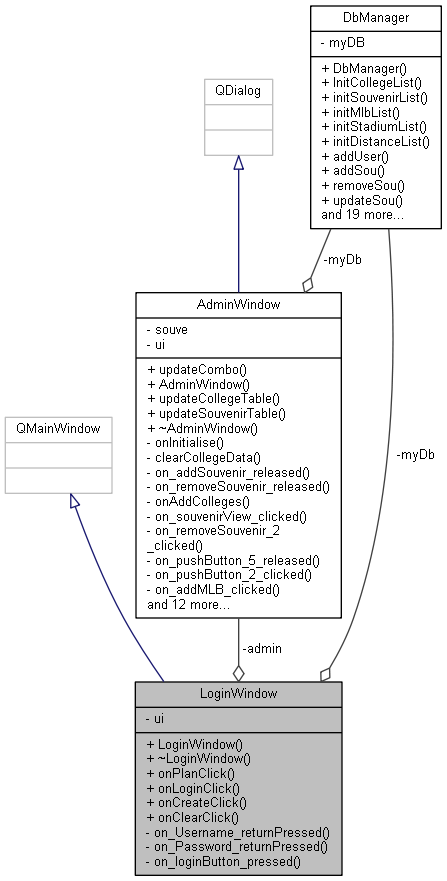 DbManager
- myDB
+ DbManager()
+ InitCollegeList()
+ initSouvenirList()
+ initMlbList()
+ initStadiumList()
+ initDistanceList()
+ addUser()
+ addSou()
+ removeSou()
+ updateSou()
and 19 more...
QDialog
-myDb
AdminWindow
- souve
- ui
+ updateCombo()
+ AdminWindow()
+ updateCollegeTable()
+ updateSouvenirTable()
+ ~AdminWindow()
- onInitialise()
- clearCollegeData()
- on_addSouvenir_released()
- on_removeSouvenir_released()
- onAddColleges()
- on_souvenirView_clicked()
- on_removeSouvenir_2
_clicked()
- on_pushButton_5_released()
- on_pushButton_2_clicked()
- on_addMLB_clicked()
and 12 more...
QMainWindow
-myDb
-admin
LoginWindow
- ui
+ LoginWindow()
+ ~LoginWindow()
+ onPlanClick()
+ onLoginClick()
+ onCreateClick()
+ onClearClick()
- on_Username_returnPressed()
- on_Password_returnPressed()
- on_loginButton_pressed()